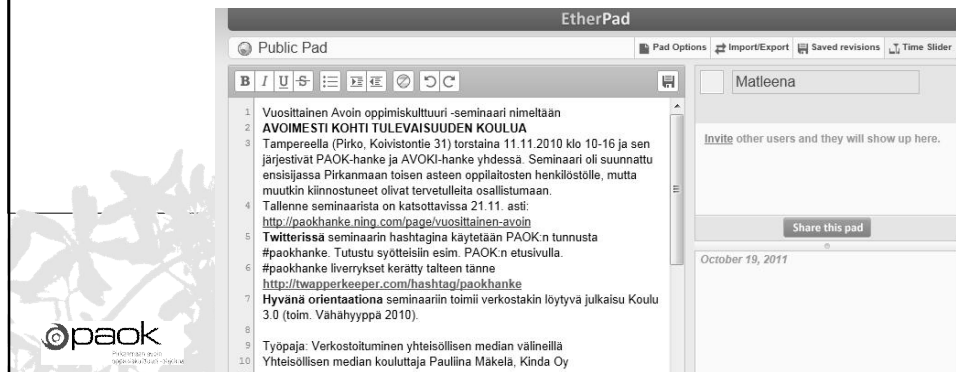 EtherPad
Public Pad
Pad Options
Import/Export
Saved revisions
Time Slider
B I U S
Matleena
1 Vuosittainen Avoin oppimiskulttuuri -seminaari nimeltään
2 AVOIMESTI KOHTI TULEVAISUUDEN KOULUA
3 Tampereella (Pirko, Koivistontie 31) torstaina 11.11.2010 klo 10-16 ja sen
järjestivät PAOK-hanke ja AVOKI-hanke yhdessä. Seminaari oli suunnattu
ensisijassa Pirkanmaan toisen asteen oppilaitosten henkilöstölle, mutta
muutkin kiinnostuneet olivat tervetulleita osallistumaan.
4 Tallenne seminaarista on katsottavissa 21.11. asti:
http://paokhanke.ning.com/page/vuosittainen-avoin
5 Twitterissä seminaarin hashtagina käytetään PAOK:n tunnusta
#paokhanke. Tutustu syötteisiin esim. PAOK:n etusivulla.
6 #paokhanke liverrykset kerätty talteen tänne
http://twapperkeeper.com/hashtag/paokhanke
7 Hyvänä orientaationa seminaariin toimii verkostakin löytyvä julkaisu Koulu
3.0 (toim. Vähähyyppä 2010).
8
9 Työpaja: Verkostoituminen yhteisöllisen median välineillä
10 Yhteisöllisen median kouluttaja Pauliina Mäkelä, Kinda Oy
Invite other users and they will show up here.
Share this pad
October 19, 2011
paok